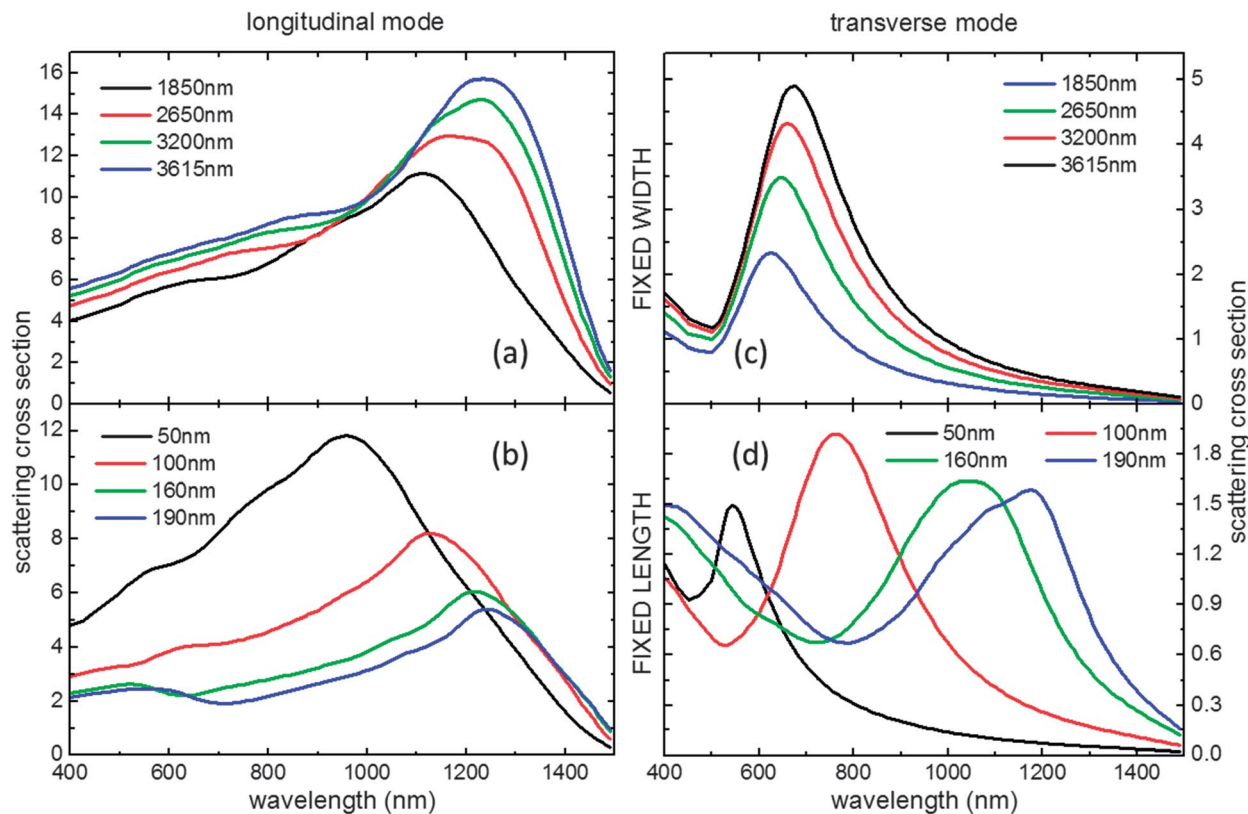 longitudinal mode
transverse mode
16
14
12
10
8
6
4
2
0
1850nm
2650nm
3200nm
3615nm
(a)
FIXED WIDTH
1850nm
2650nm
3200nm
3615nm
(c)
5
4
3
2
1
0
scattering cross section
12
10
8
6
4
2
0
50nm
100nm
160nm
190nm
(b)
400 600 800 1000 1200 1400
wavelength (nm)
FIXED LENGTH
(d)
50nm 100nm
160nm 190nm
1.8
1.5
1.2
0.9
0.6
0.3
0.0
scattering cross section
400 600 800 1000 1200 1400
wavelength (nm)